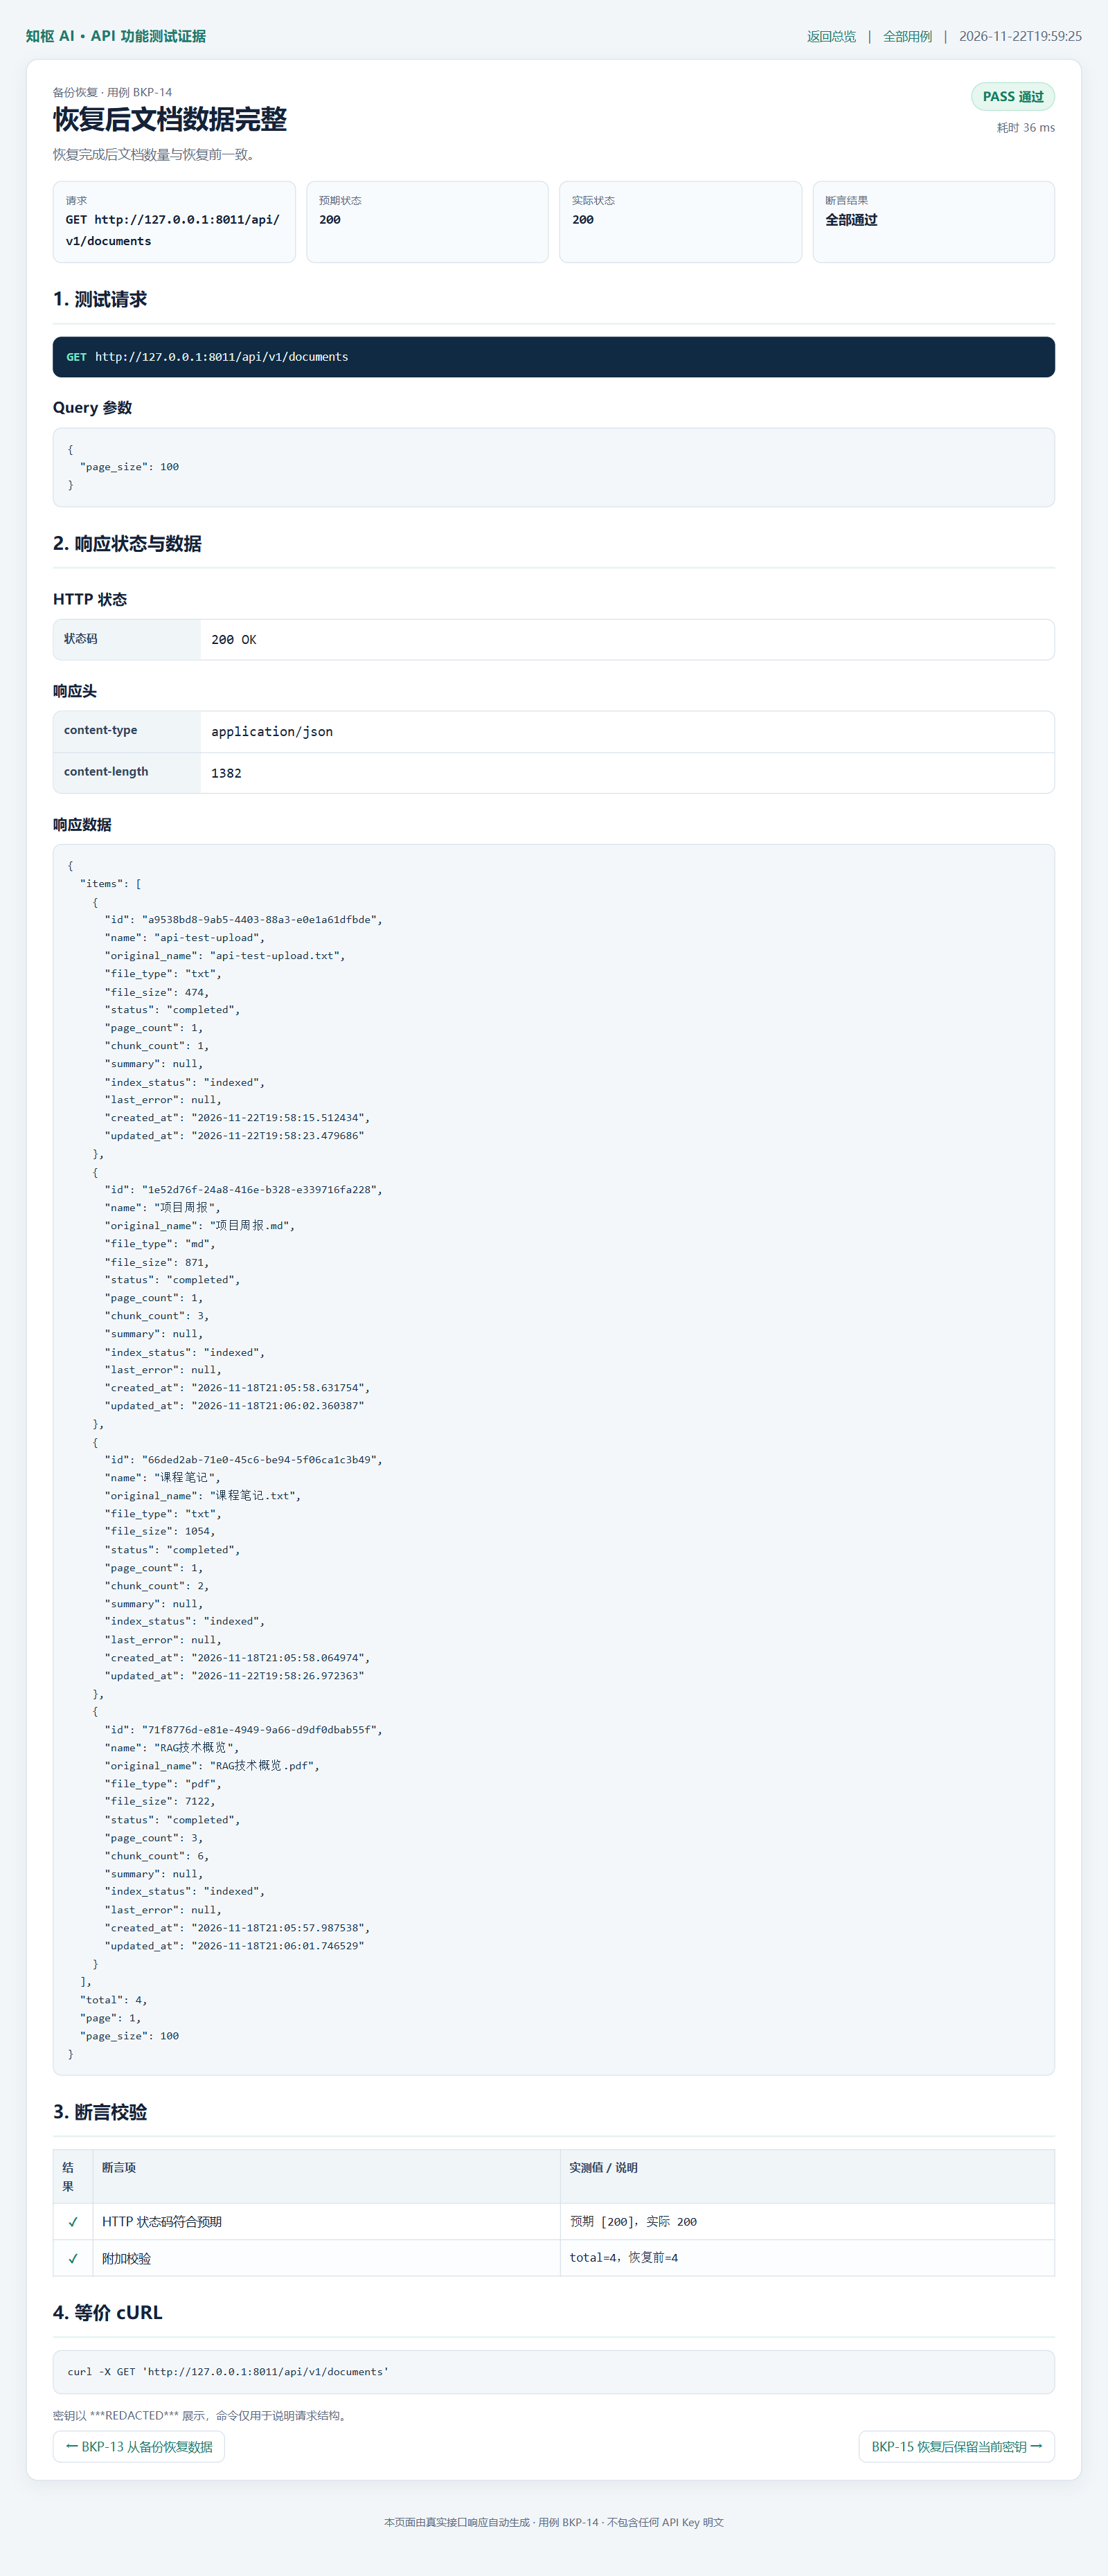 知枢 AI • API 功能测试证据
返回总览 | 全部用例 | 2026-11-22T19:59:25
备份恢复 · 用例 BKP-14
恢复后文档数据完整
恢复完成后文档数量与恢复前一致。
PASS 通过
耗时 36 ms
请求
GET http://127.0.0.1:8011/api/
v1/documents
预期状态
200
实际状态
200
断言结果
全部通过
1. 测试请求
GET http://127.0.0.1:8011/api/v1/documents
Query 参数
{
"page_size": 100
}
2. 响应状态与数据
HTTP 状态
状态码 200 OK
响应头
content-type application/json
content-length 1382
响应数据
{
"items": [
{
"id": "a9538bd8-9ab5-4403-88a3-e0e1a61dfbde",
"name": "api-test-upload",
"original_name": "api-test-upload.txt",
"file_type": "txt",
"file_size": 474,
"status": "completed",
"page_count": 1,
"chunk_count": 1,
"summary": null,
"index_status": "indexed",
"last_error": null,
"created_at": "2026-11-22T19:58:15.512434",
"updated_at": "2026-11-22T19:58:23.479686"
},
{
"id": "1e52d76f-24a8-416e-b328-e339716fa228",
"name": "项目周报",
"original_name": "项目周报.md",
"file_type": "md",
"file_size": 871,
"status": "completed",
"page_count": 1,
"chunk_count": 3,
"summary": null,
"index_status": "indexed",
"last_error": null,
"created_at": "2026-11-18T21:05:58.631754",
"updated_at": "2026-11-18T21:06:02.360387"
},
{
"id": "66ded2ab-71e0-45c6-be94-5f06ca1c3b49",
"name": "课程笔记",
"original_name": "课程笔记.txt",
"file_type": "txt",
"file_size": 1054,
"status": "completed",
"page_count": 1,
"chunk_count": 2,
"summary": null,
"index_status": "indexed",
"last_error": null,
"created_at": "2026-11-18T21:05:58.064974",
"updated_at": "2026-11-22T19:58:26.972363"
},
{
"id": "71f8776d-e81e-4949-9a66-d9df0dbab55f",
"name": "RAG技术概览",
"original_name": "RAG技术概览.pdf",
"file_type": "pdf",
"file_size": 7122,
"status": "completed",
"page_count": 3,
"chunk_count": 6,
"summary": null,
"index_status": "indexed",
"last_error": null,
"created_at": "2026-11-18T21:05:57.987538",
"updated_at": "2026-11-18T21:06:01.746529"
}
],
"total": 4,
"page": 1,
"page_size": 100
}
3. 断言校验
结果 断言项 实测值 / 说明
✓ HTTP 状态码符合预期 预期 [200]，实际 200
✓ 附加校验 total=4，恢复前=4
4. 等价 cURL
curl -X GET 'http://127.0.0.1:8011/api/v1/documents'
密钥以 ***REDACTED*** 展示，命令仅用于说明请求结构。
← BKP-13 从备份恢复数据
BKP-15 恢复后保留当前密钥 →
本页面由真实接口响应自动生成 · 用例 BKP-14 · 不包含任何 API Key 明文